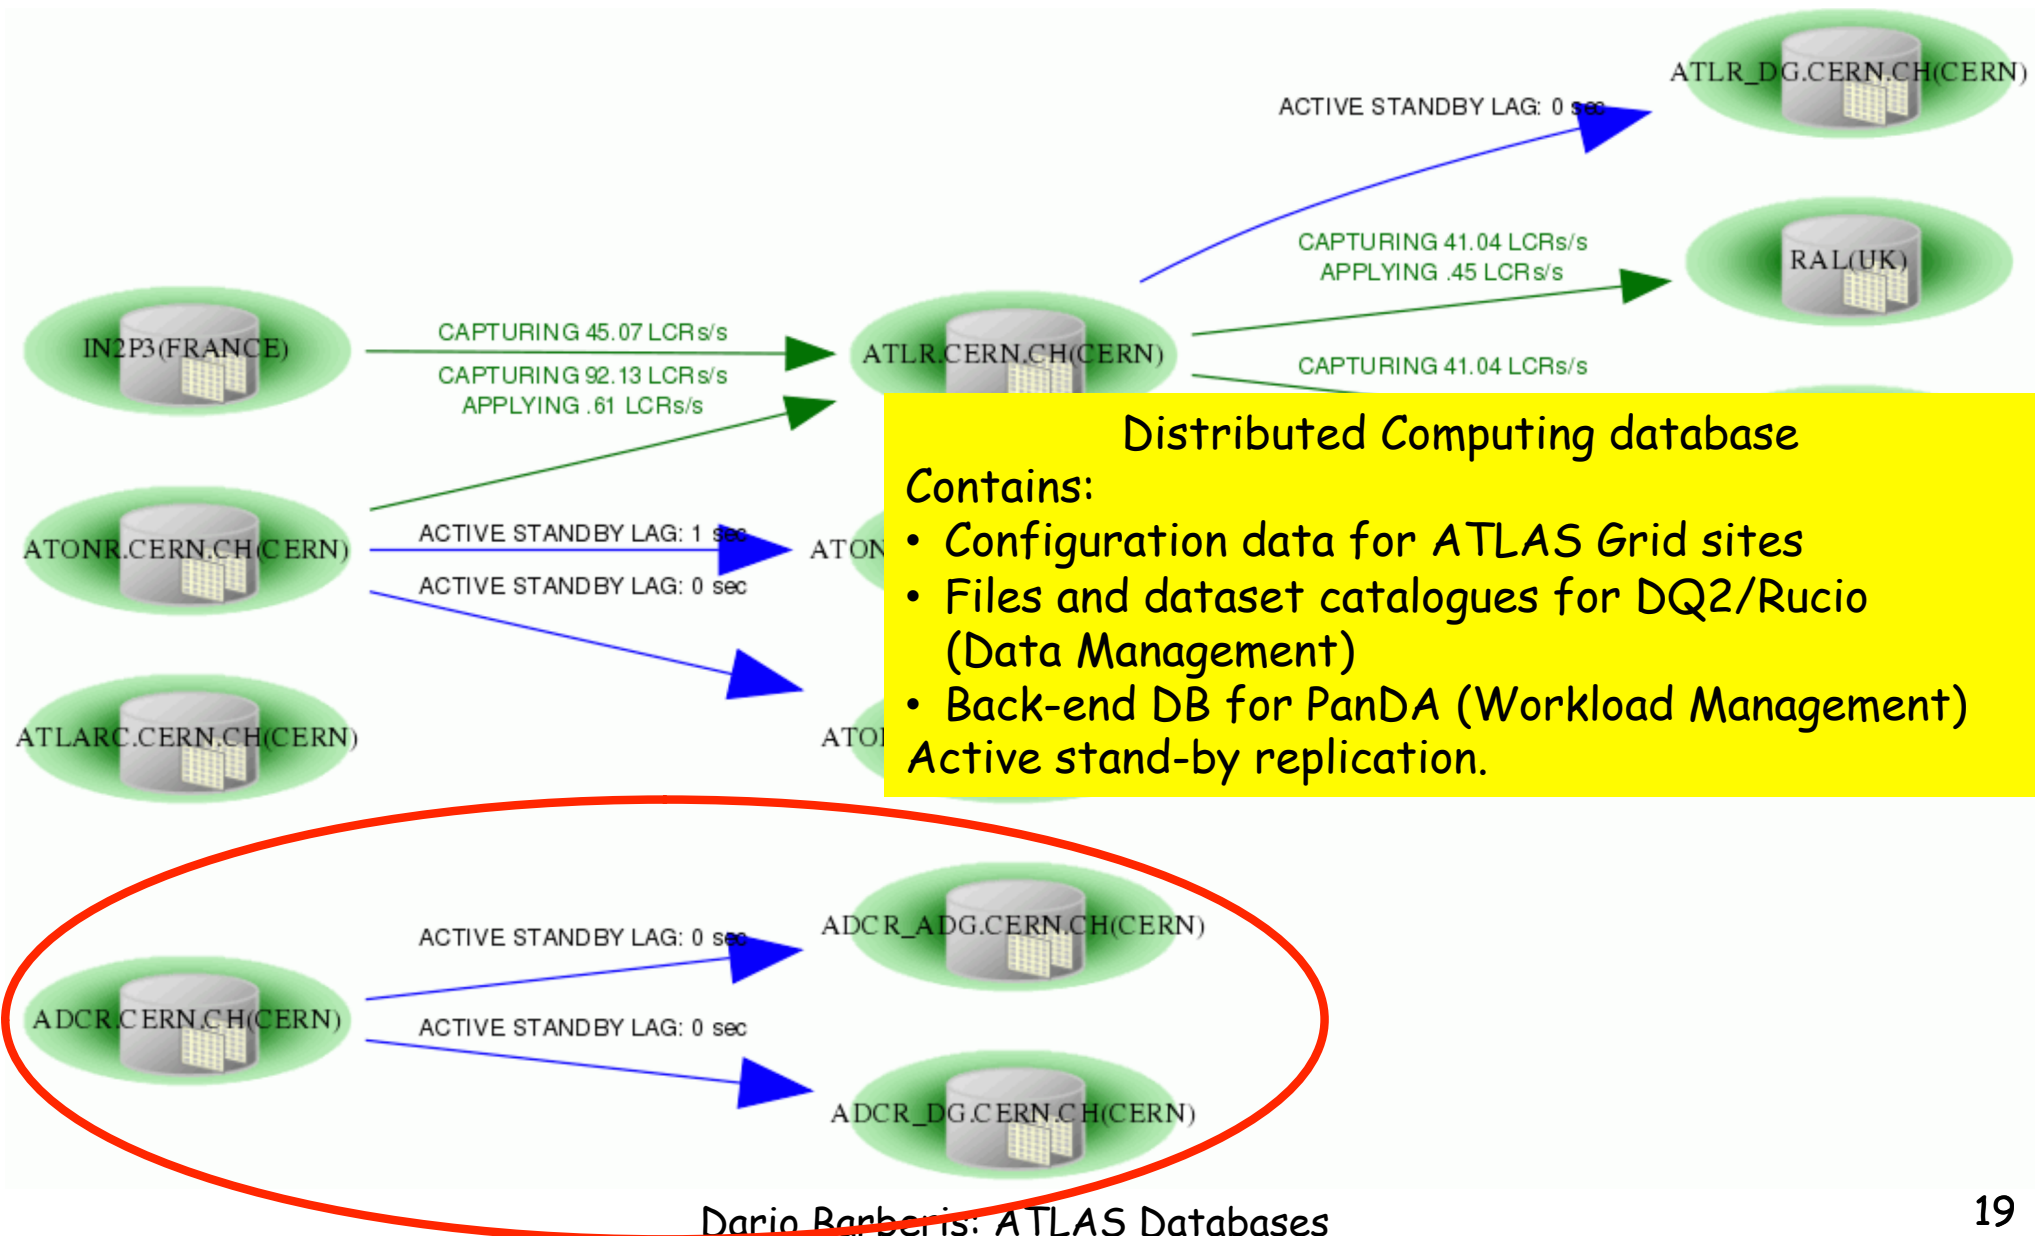 ATLR_DG.CERN.CH(CERN)
ACTIVE STANDBY LAG: 0 sec
CAPTURING 41.04 LCRs/s
APPLYING .45 LCRs/s
RAL(UK)
IN2P3(FRANCE)
CAPTURING 45.07 LCRs/s
ATLR.CERN.CH(CERN)
CAPTURING 41.04 LCRs/s
CAPTURING 92.13 LCRs/s
APPLYING .61 LCRs/s
Distributed Computing database
Contains:
• Configuration data for ATLAS Grid sites
• Files and dataset catalogues for DQ2/Rucio
(Data Management)
• Back-end DB for PanDA (Workload Management)
Active stand-by replication.
ATONR.CERN.CH(CERN)
ACTIVE STANDBY LAG: 1 sec
ATON
ACTIVE STANDBY LAG: 0 sec
ATLARC.CERN.CH(CERN)
ADCR.CERN.CH(CERN)
ACTIVE STANDBY LAG: 0 sec
ADCR_ADG.CERN.CH(CERN)
ACTIVE STANDBY LAG: 0 sec
ADCR_DG.CERN.CH(CERN)
Dario Barberis: ATLAS Databases
19